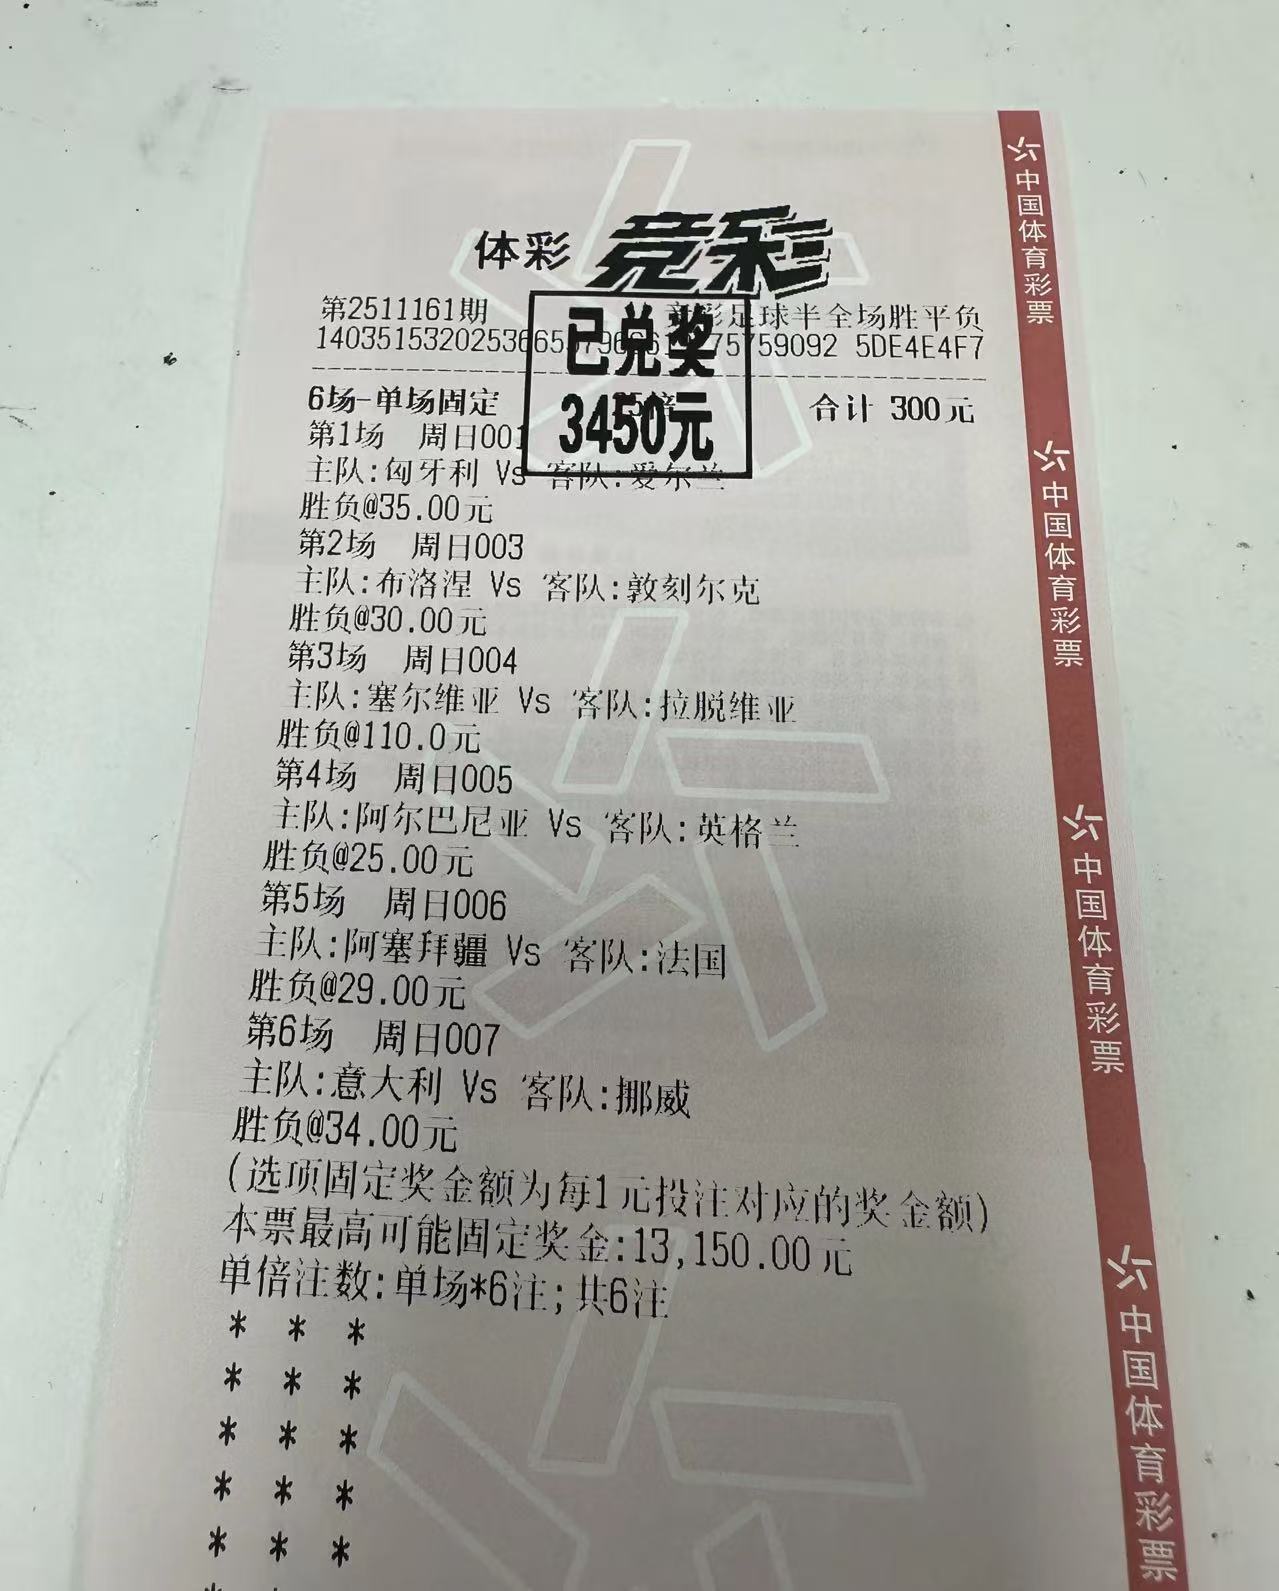 体彩 竞彩
第2511161期 竞彩足球半全场胜平负
5DE4E4F7
已兑奖
3450元
6场-单场固定 25倍 合计 300元
第1场 周日001
主队:匈牙利 Vs 客队:爱尔兰
胜负@35.00元
第2场 周日003
主队:布洛涅 Vs 客队:敦刻尔克
胜负@30.00元
第3场 周日004
主队:塞尔维亚 Vs 客队:拉脱维亚
胜负@110.0元
第4场 周日005
主队:阿尔巴尼亚 Vs 客队:英格兰
胜负@25.00元
第5场 周日006
主队:阿塞拜疆 Vs 客队:法国
胜负@29.00元
第6场 周日007
主队:意大利 Vs 客队:挪威
胜负@34.00元
(选项固定奖金额为每1元投注对应的奖金额)
本票最高可能固定奖金:13,150.00元
单倍注数:单场*6注;共6注
* * *
* * *
* * *
* * *
* * *
中国体育彩票
中国体育彩票
中国体育彩票
中国体育彩票